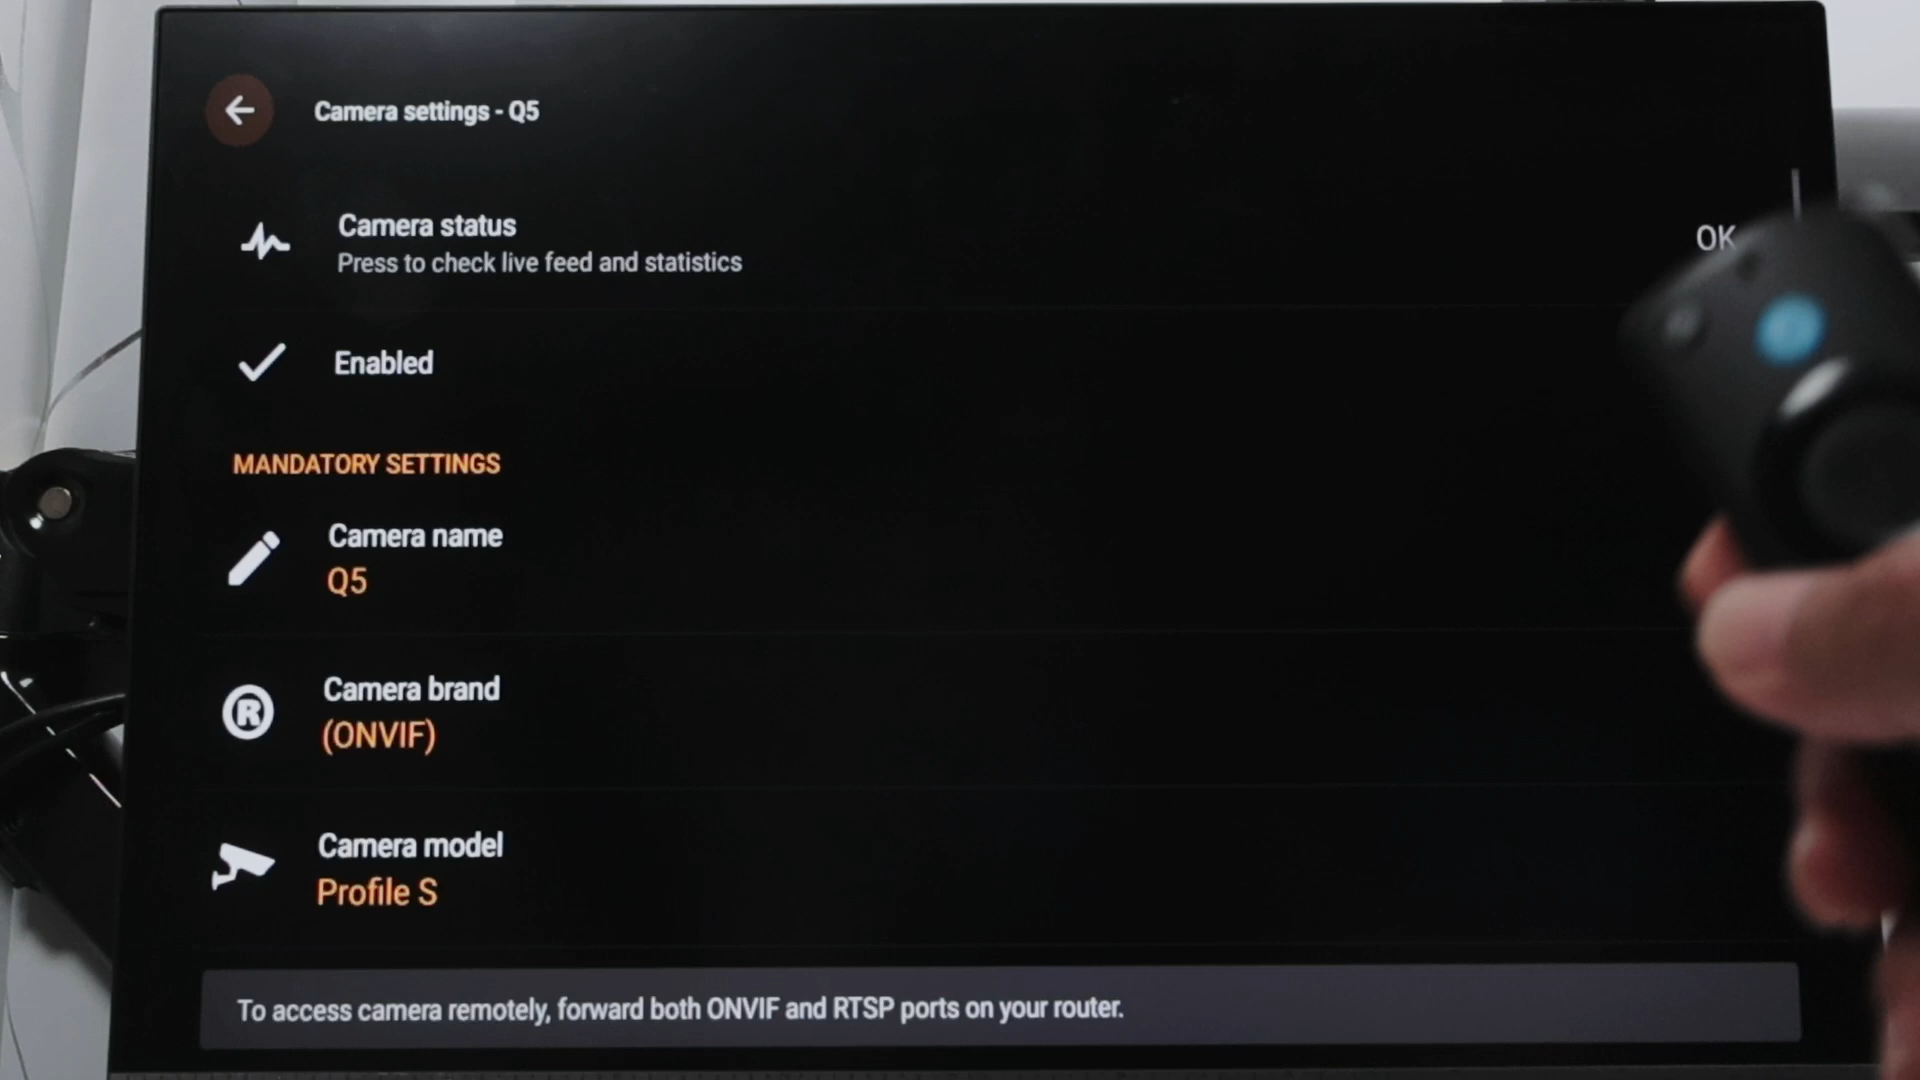 Camera settings - Q5
Camera status
Press to check live feed and statistics
OK
Enabled
MANDATORY SETTINGS
Camera name
Q5
Camera brand
(ONVIF)
Camera model
Profile S
To access camera remotely, forward both ONVIF and RTSP ports on your router.